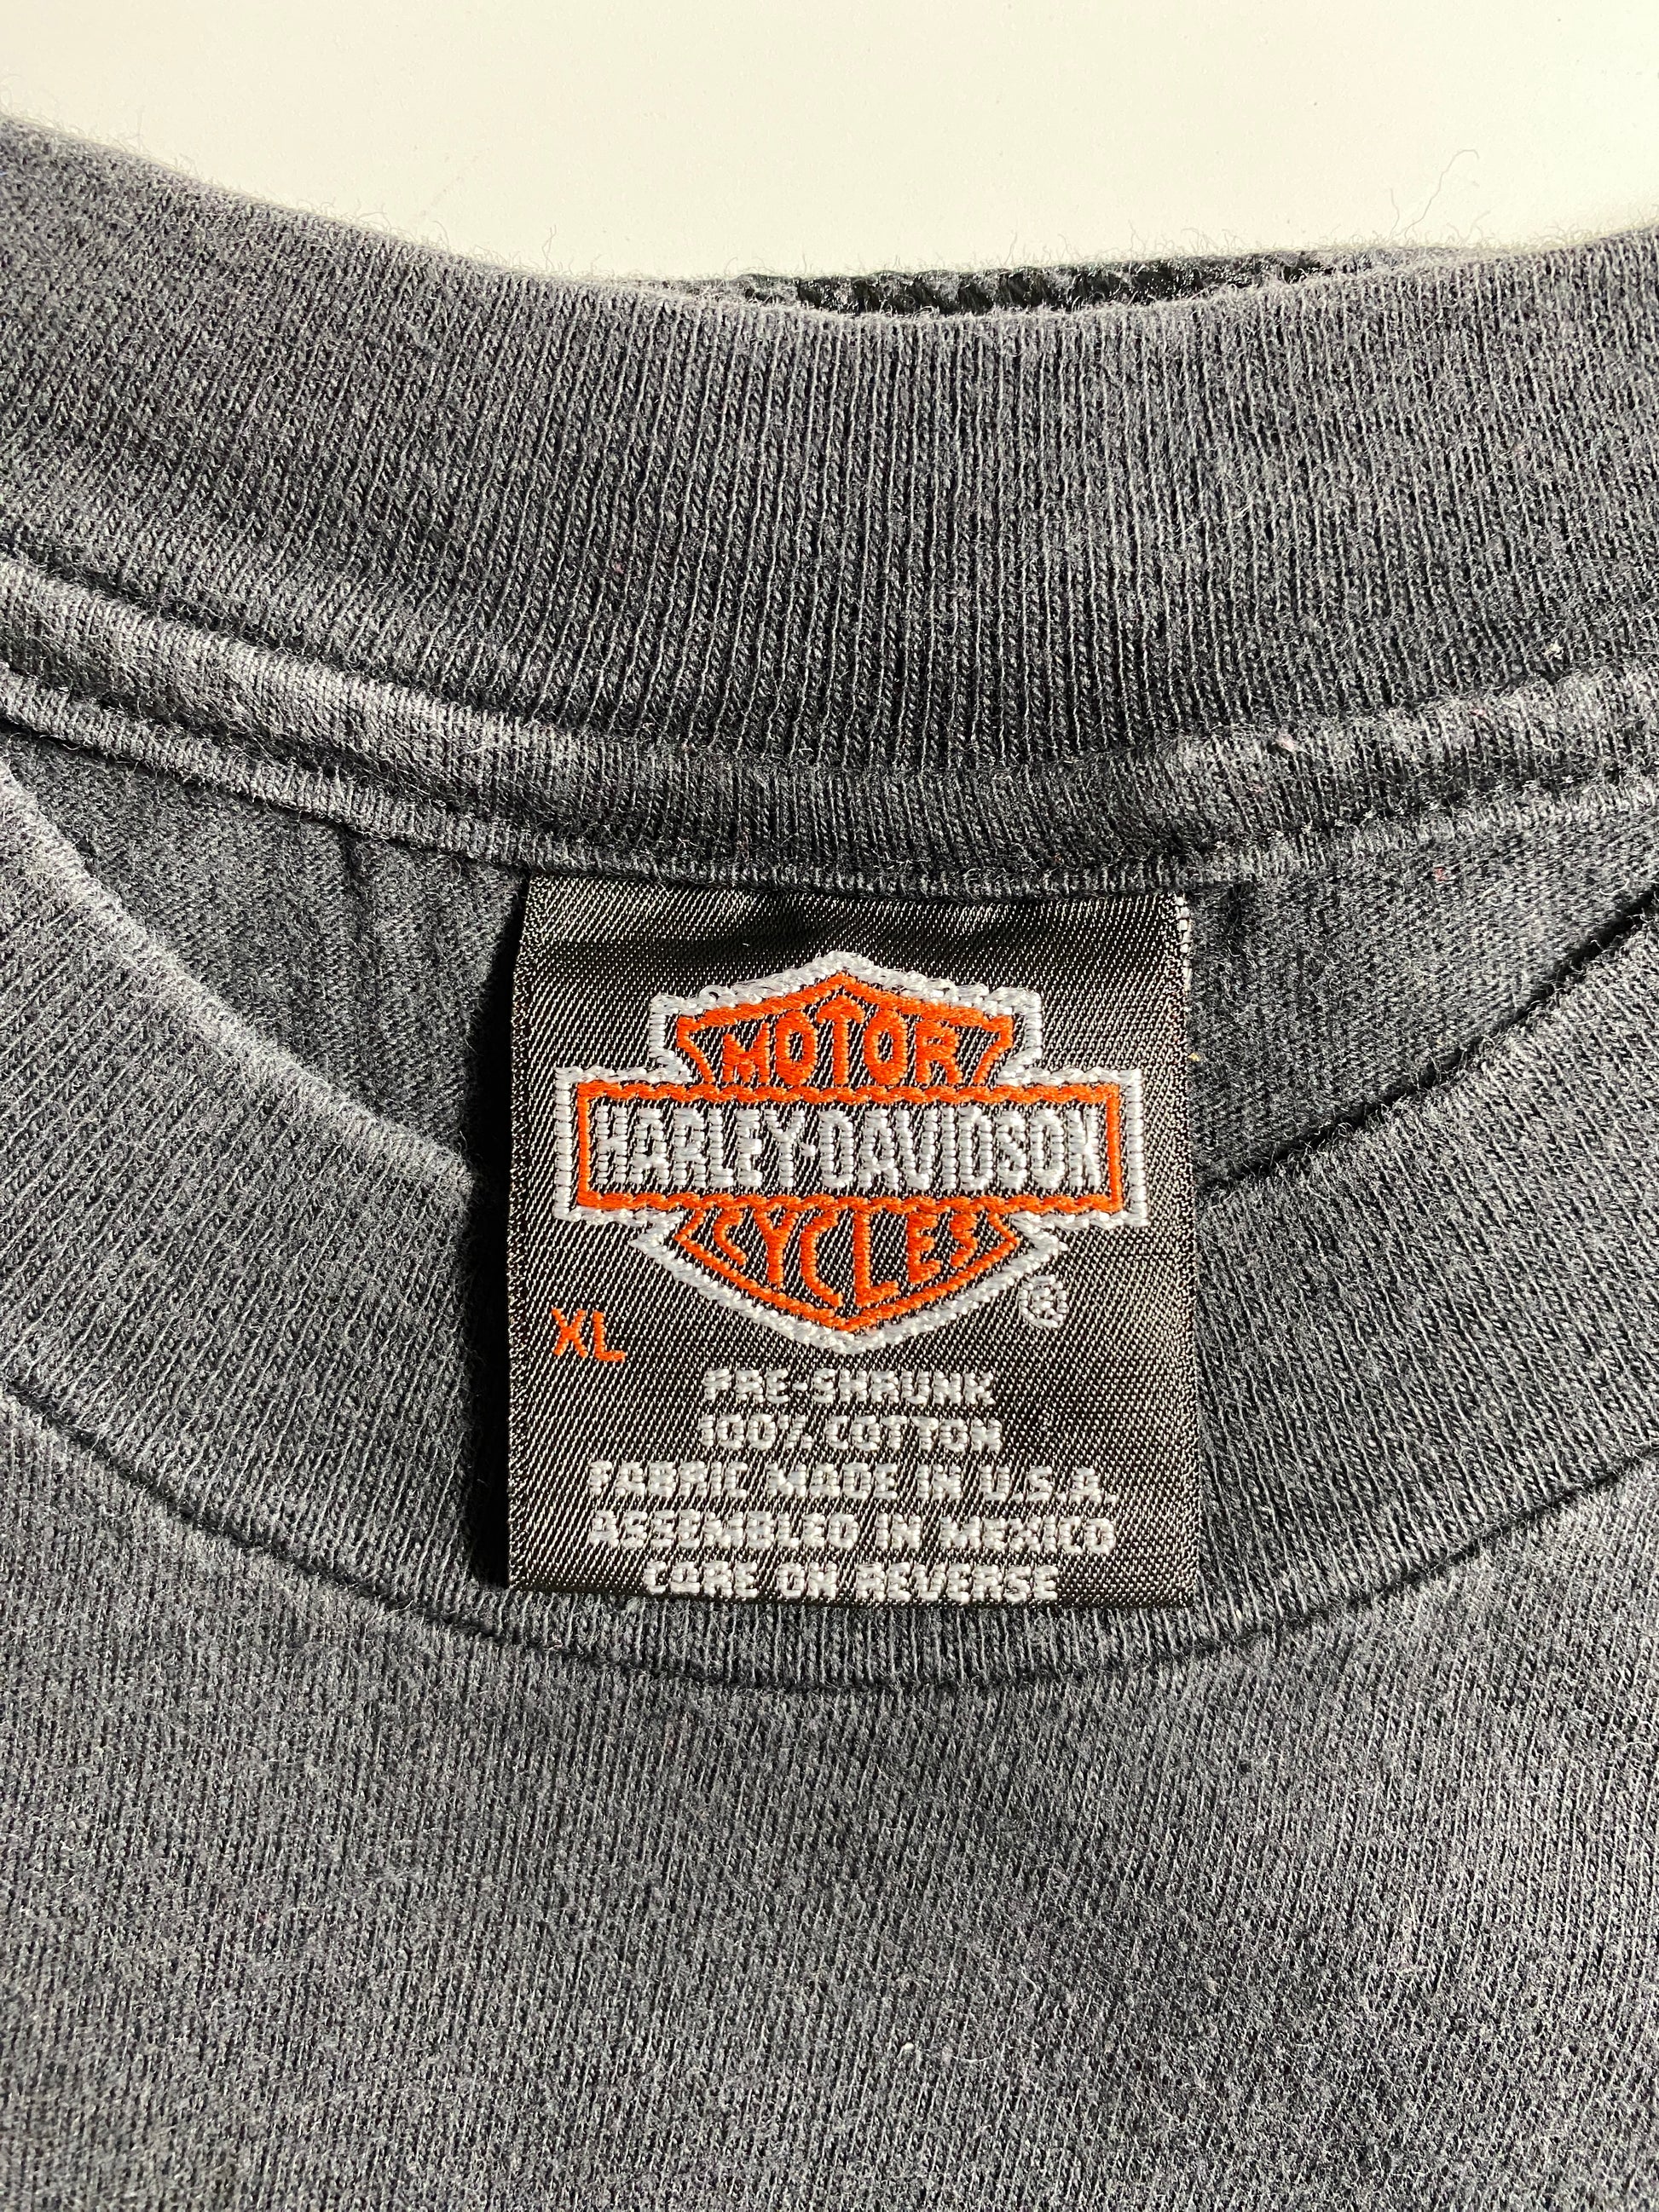 MOTOR
HARLEY-DAVIDSON
CYCLES
®
XL
PRE-SHRUNK
100% COTTON
FABRIC MADE IN U.S.A.
ASSEMBLED IN MEXICO
CARE ON REVERSE